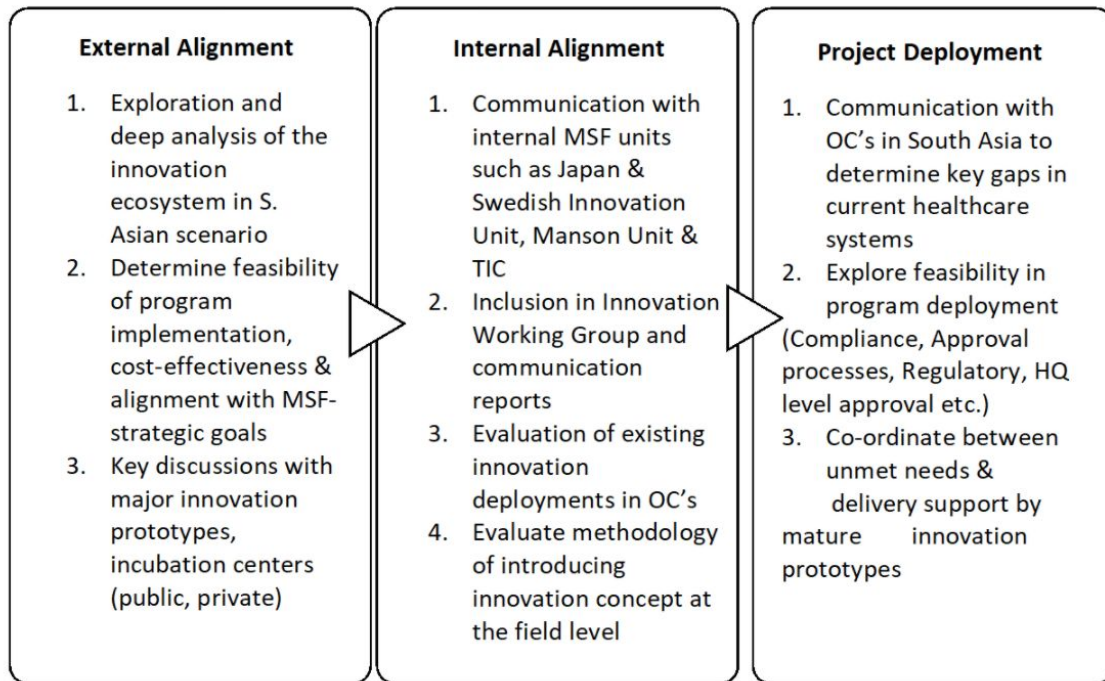 External Alignment
1. Exploration and
deep analysis of the
innovation
ecosystem in S.
Asian scenario
2. Determine feasibility
of program
implementation,
cost-effectiveness &
alignment with MSF-
strategic goals
3. Key discussions with
major innovation
prototypes,
incubation centers
(public, private)
Internal Alignment
1. Communication with
internal MSF units
such as Japan &
Swedish Innovation
Unit, Manson Unit &
TIC
2. Inclusion in Innovation
Working Group and
communication
reports
3. Evaluation of existing
innovation
deployments in OC's
4. Evaluate methodology
of introducing
innovation concept at
the field level
Project Deployment
1. Communication with
OC's in South Asia to
determine key gaps in
current healthcare
systems
2. Explore feasibility in
program deployment
(Compliance, Approval
processes, Regulatory, HQ
level approval etc.)
3. Co-ordinate between
unmet needs &
delivery support by
mature innovation
prototypes